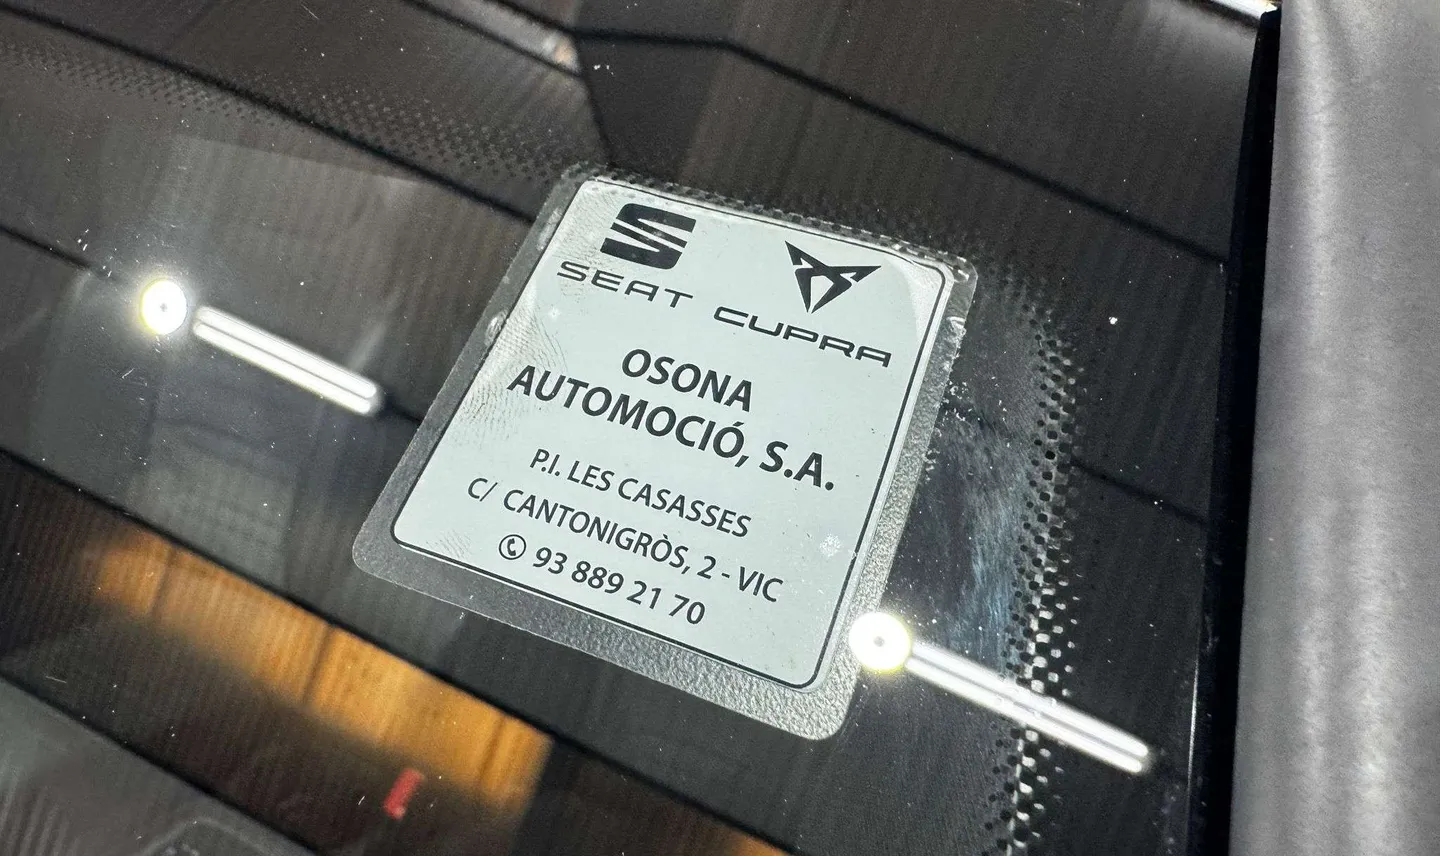 SEAT CUPRA
OSONA
AUTOMOCIÓ, S.A.
P.I. LES CASASSES
C/ CANTONIGRÒS, 2 - VIC
93 889 21 70